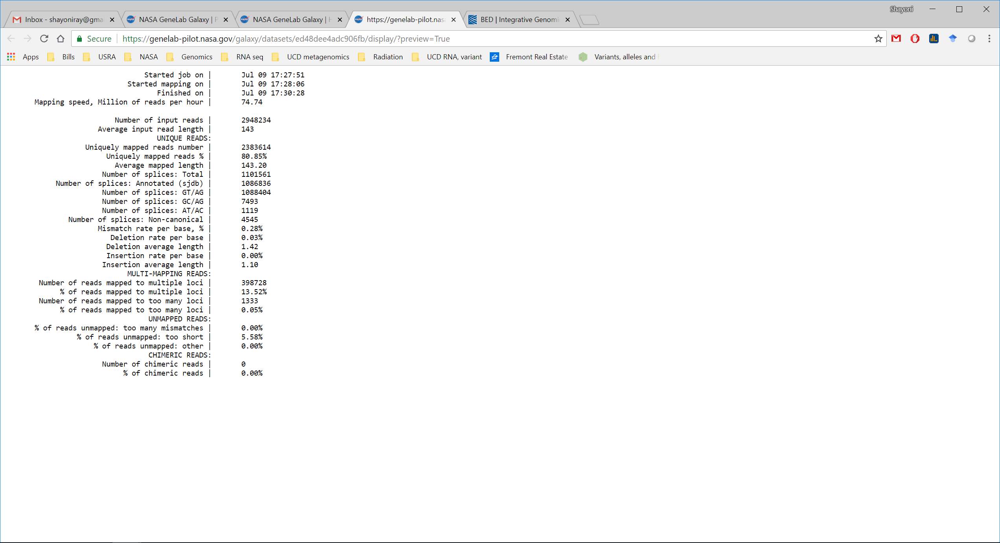 Shayoni
Inbox - shayoniray@gma
NASA GeneLab Galaxy | P
NASA GeneLab Galaxy | H
https://genelab-pilot.nasa
BED | Integrative Genomi
Secure https://genelab-pilot.nasa.gov/galaxy/datasets/ed48dee4adc906fb/display/?preview=True
Apps Bills USRA NASA Genomics RNA seq UCD metagenomics Radiation UCD RNA, variant Fremont Real Estate Variants, alleles and
Started job on | Jul 09 17:27:51
Started mapping on | Jul 09 17:28:06
Finished on | Jul 09 17:30:28
Mapping speed, Million of reads per hour | 74.74
Number of input reads | 2948234
Average input read length | 143
UNIQUE READS:
Uniquely mapped reads number | 2383614
Uniquely mapped reads % | 80.85%
Average mapped length | 143.20
Number of splices: Total | 1101561
Number of splices: Annotated (sjdb) | 1086836
Number of splices: GT/AG | 1088404
Number of splices: GC/AG | 7493
Number of splices: AT/AC | 1119
Number of splices: Non-canonical | 4545
Mismatch rate per base, % | 0.28%
Deletion rate per base | 0.03%
Deletion average length | 1.42
Insertion rate per base | 0.00%
Insertion average length | 1.10
MULTI-MAPPING READS:
Number of reads mapped to multiple loci | 398728
% of reads mapped to multiple loci | 13.52%
Number of reads mapped to too many loci | 1333
% of reads mapped to too many loci | 0.05%
UNMAPPED READS:
% of reads unmapped: too many mismatches | 0.00%
% of reads unmapped: too short | 5.58%
% of reads unmapped: other | 0.00%
CHIMERIC READS:
Number of chimeric reads | 0
% of chimeric reads | 0.00%